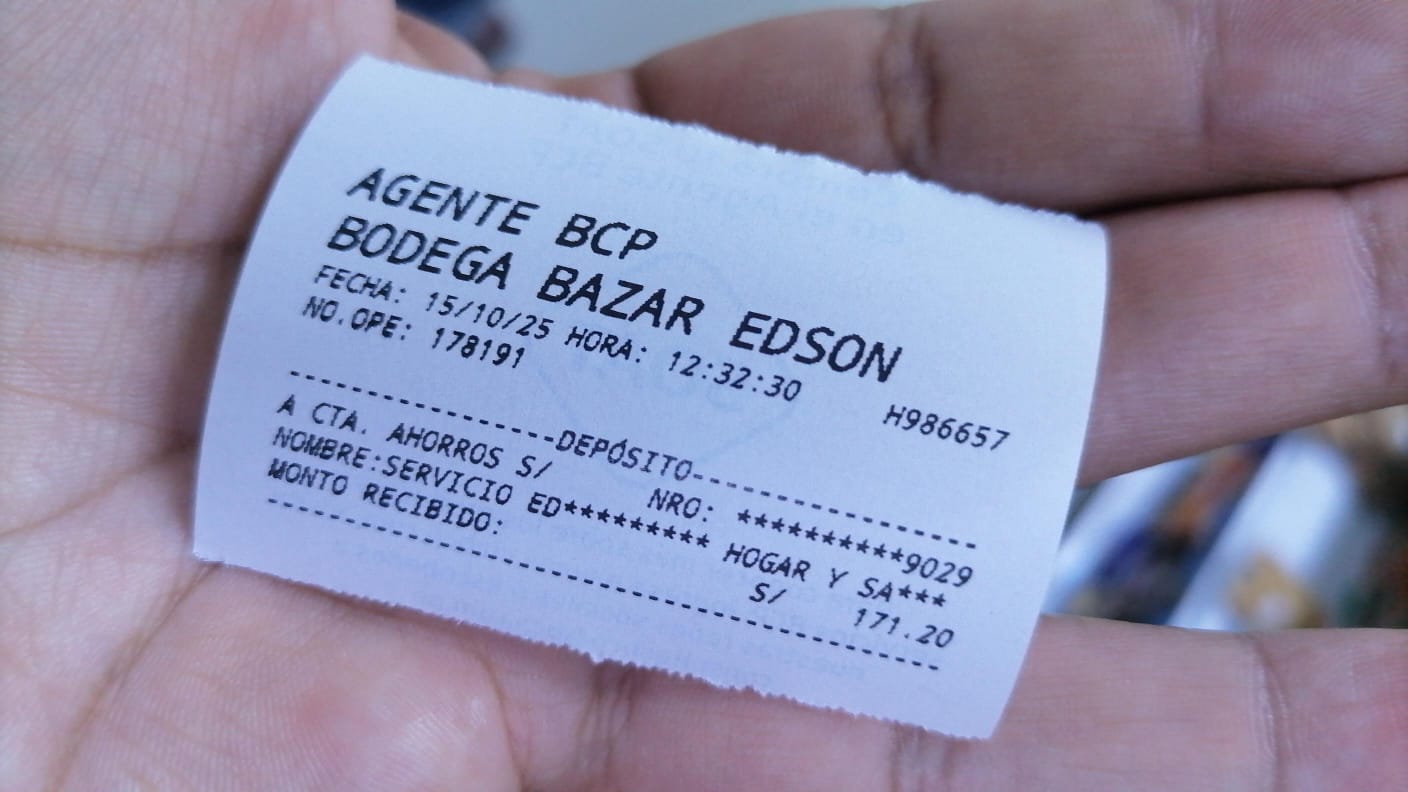 AGENTE BCP
BODEGA BAZAR EDSON
FECHA: 15/10/25 HORA: 12:32:30
NO.OPE: 178191 H986657
---------------DEPÓSITO----------------
A CTA. AHORROS S/ NRO: **********9029
NOMBRE:SERVICIO ED********* HOGAR Y SA***
MONTO RECIBIDO: S/ 171.20